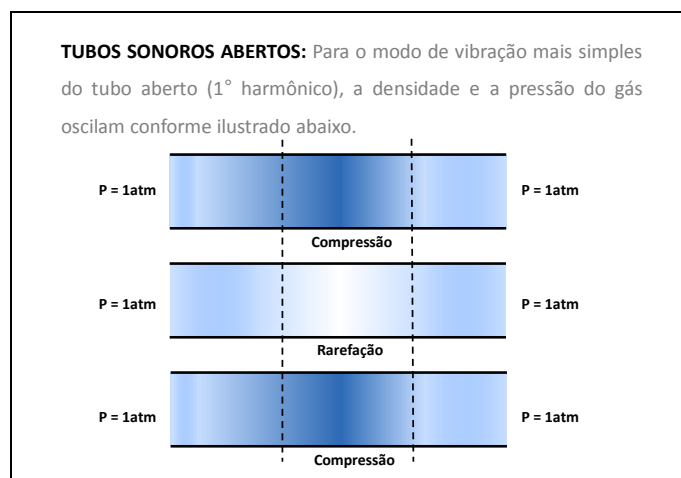 TUBOS SONOROS ABERTOS: Para o modo de vibração mais simples
do tubo aberto (1° harmônico), a densidade e a pressão do gás
oscilam conforme ilustrado abaixo.
P = 1atm
P = 1atm
Compressão
P = 1atm
P = 1atm
Rarefação
P = 1atm
P = 1atm
Compressão